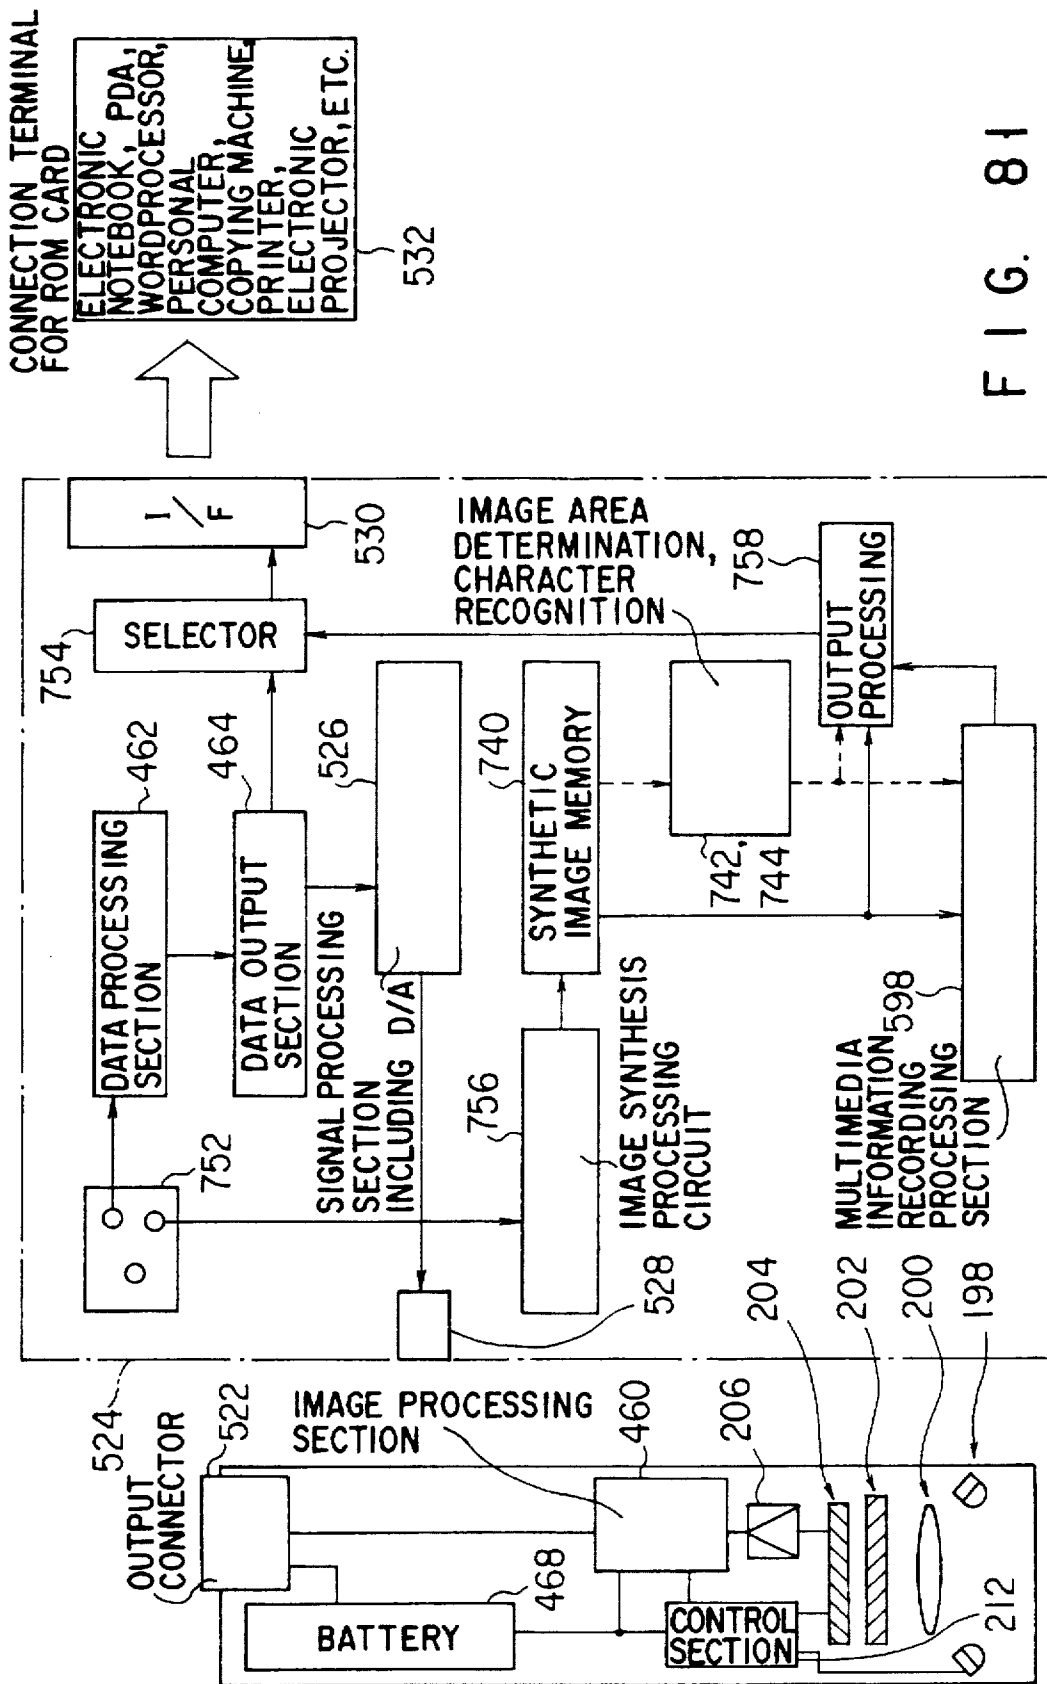 CONNECTION TERMINAL
FOR ROM CARD
ELECTRONIC
NOTEBOOK, PDA,
WORDPROCESSOR,
PERSONAL
COMPUTER,
COPYING MACHINE,
PRINTER,
ELECTRONIC
PROJECTOR, ETC.
532
I/F
530
754
SELECTOR
462
DATA PROCESSING
SECTION
464
DATA OUTPUT
SECTION
752
SIGNAL PROCESSING
SECTION
INCLUDING D/A
526
IMAGE AREA
DETERMINATION,
CHARACTER
RECOGNITION
740
SYNTHETIC
IMAGE MEMORY
742,
744
758
OUTPUT
PROCESSING
756
IMAGE SYNTHESIS
PROCESSING
CIRCUIT
528
MULTIMEDIA
INFORMATION
RECORDING
PROCESSING
SECTION
598
524
OUTPUT
CONNECTOR
522
IMAGE PROCESSING
SECTION
460
468
BATTERY
206
204
202
200
198
CONTROL
SECTION
212
FIG. 81